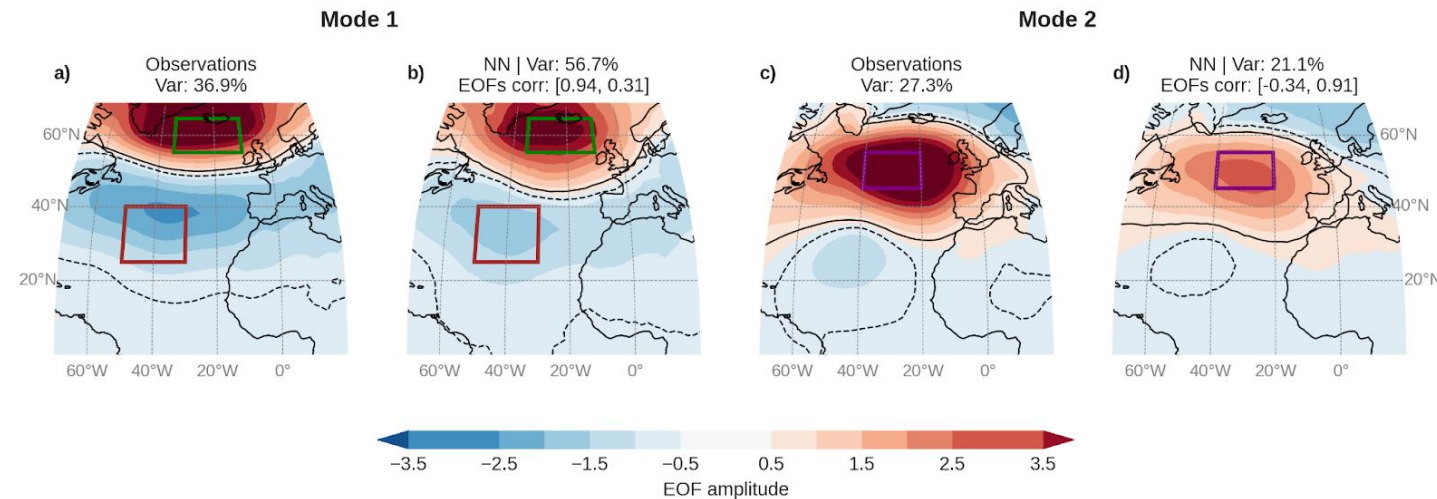 Mode 1
Mode 2
a)
Observations
Var: 36.9%
b)
NN | Var: 56.7%
EOFs corr: [0.94, 0.31]
c)
Observations
Var: 27.3%
d)
NN | Var: 21.1%
EOFs corr: [-0.34, 0.91]
60°N
40°N
20°N
60°N
40°N
20°N
60°W 40°W 20°W 0°
60°W 40°W 20°W 0°
60°W 40°W 20°W 0°
60°W 40°W 20°W 0°
−3.5 −2.5 −1.5 −0.5 0.5 1.5 2.5 3.5
EOF amplitude